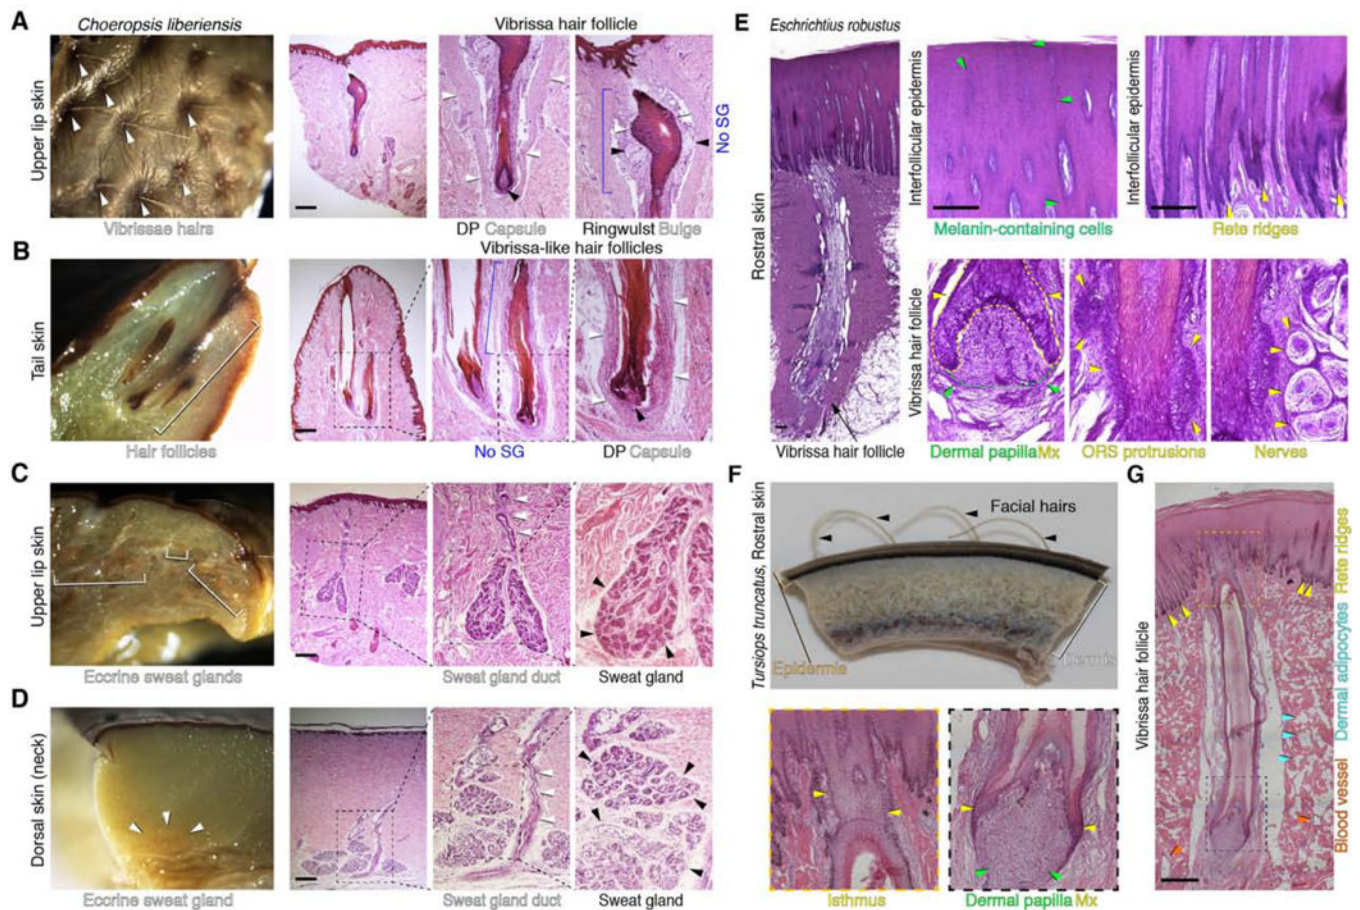 A
Choeropsis liberiensis
Vibrissa hair follicle
Upper lip skin
No SG
Vibrissae hairs
DP Capsule
Ringwulst Bulge
B
Vibrissa-like hair follicles
Tail skin
Hair follicles
No SG
DP Capsule
C
Upper lip skin
Eccrine sweat glands
Sweat gland duct
Sweat gland
D
Dorsal skin (neck)
Eccrine sweat gland
Sweat gland duct
Sweat gland
E
Eschrichtius robustus
Rostral skin
Interfollicular epidermis
Interfollicular epidermis
Melanin-containing cells
Rete ridges
Vibrissa hair follicle
Vibrissa hair follicle
Dermal papilla Mx
ORS protrusions
Nerves
F
Tursiops truncatus, Rostral skin
Facial hairs
Epidermis
Dermis
Isthmus
Dermal papilla Mx
G
Vibrissa hair follicle
Rete ridges
Dermal adipocytes
Blood vessel